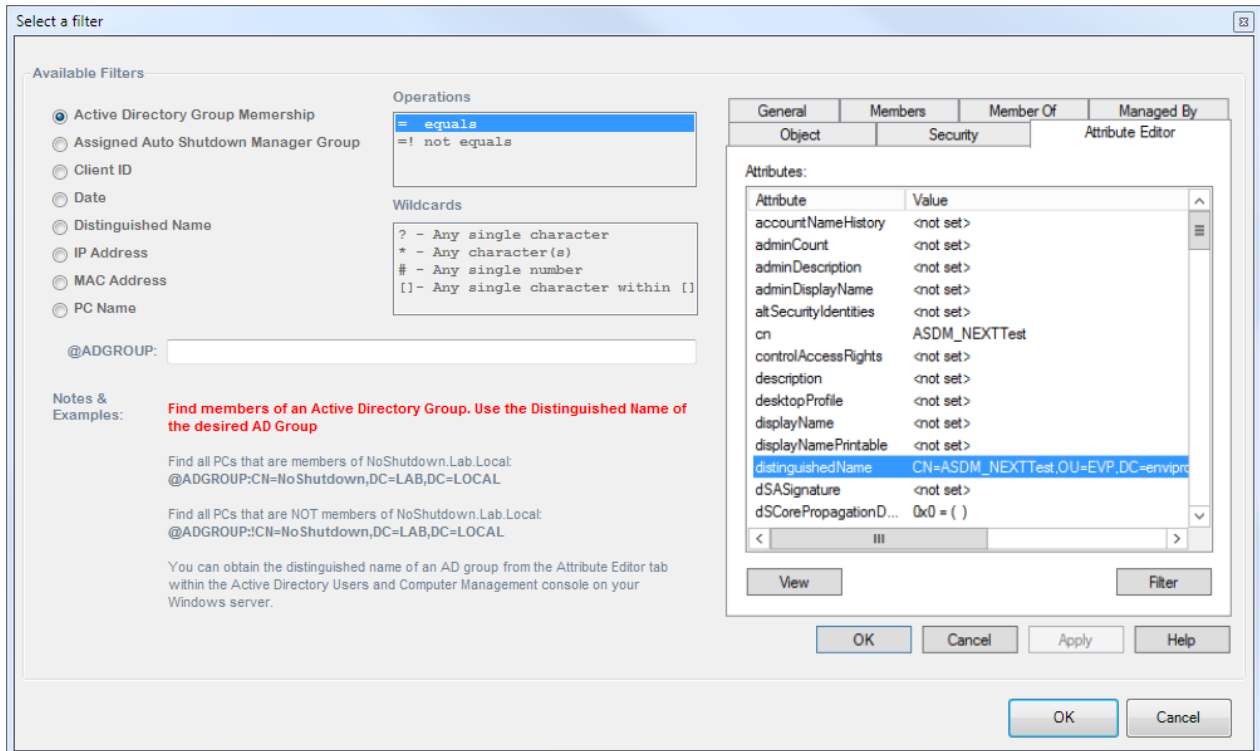 Select a filter
Available Filters
Active Directory Group Memership
Assigned Auto Shutdown Manager Group
Client ID
Date
Distinguished Name
IP Address
MAC Address
PC Name
Operations
= equals
=! not equals
Wildcards
? - Any single character
* - Any character(s)
# - Any single number
[]- Any single character within []
@ADGROUP:
Notes &
Examples:
Find members of an Active Directory Group. Use the Distinguished Name of
the desired AD Group
Find all PCs that are members of NoShutdown.Lab.Local:
@ADGROUP:CN=NoShutdown,DC=LAB,DC=LOCAL
Find all PCs that are NOT members of NoShutdown.Lab.Local:
@ADGROUP:!CN=NoShutdown,DC=LAB,DC=LOCAL
You can obtain the distinguished name of an AD group from the Attribute Editor tab
within the Active Directory Users and Computer Management console on your
Windows server.
General Members Member Of Managed By
Object Security Attribute Editor
Attributes:
Attribute Value
accountNameHistory <not set>
adminCount <not set>
adminDescription <not set>
adminDisplayName <not set>
altSecurityIdentities <not set>
cn ASDM_NEXTTest
controlAccessRights <not set>
description <not set>
desktopProfile <not set>
displayName <not set>
displayNamePrintable <not set>
distinguishedName CN=ASDM_NEXTTest,OU=EVP,DC=enviprc
dSASignature <not set>
dSCorePropagationD... 0x0 = ( )
View Filter
OK Cancel Apply Help
OK Cancel